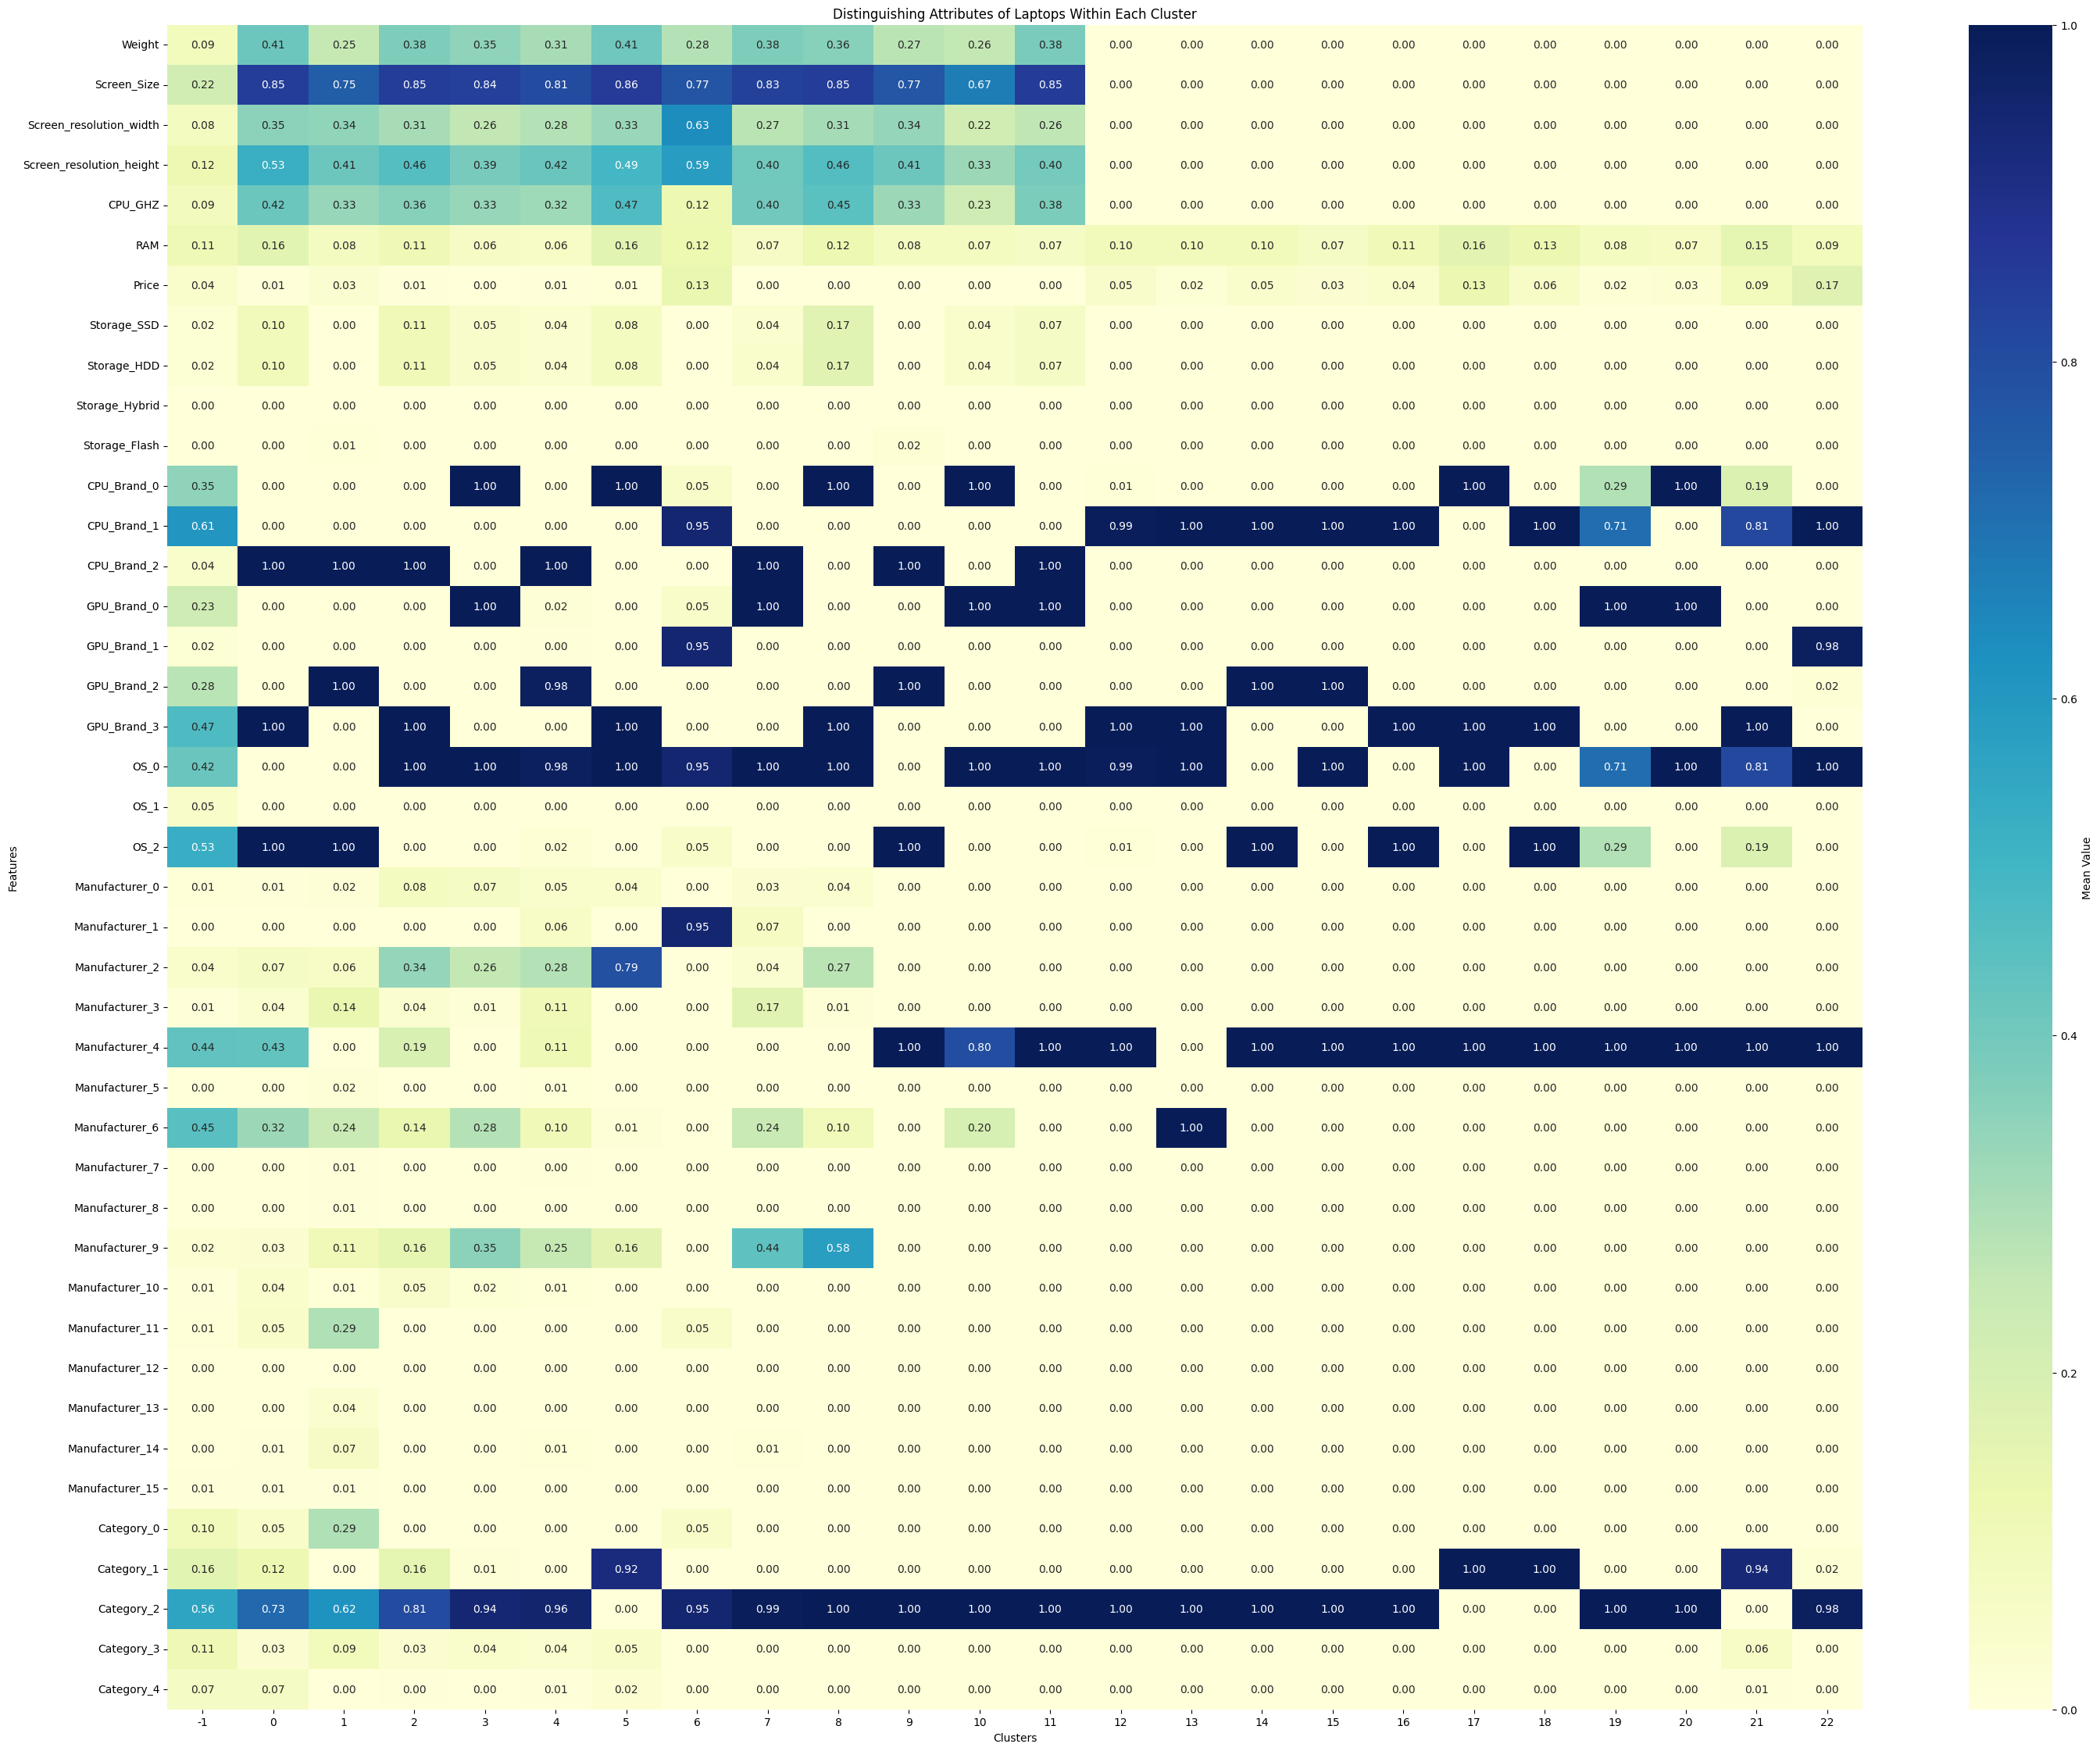 Distinguishing Attributes of Laptops Within Each Cluster
Weight 0.09 0.41 0.25 0.38 0.35 0.31 0.41 0.28 0.38 0.36 0.27 0.26 0.38 0.00 0.00 0.00 0.00 0.00 0.00 0.00 0.00 0.00 0.00 0.00
Screen_Size 0.22 0.85 0.75 0.85 0.84 0.81 0.86 0.77 0.83 0.85 0.77 0.67 0.85 0.00 0.00 0.00 0.00 0.00 0.00 0.00 0.00 0.00 0.00 0.00
Screen_resolution_width 0.08 0.35 0.34 0.31 0.26 0.28 0.33 0.63 0.27 0.31 0.34 0.22 0.26 0.00 0.00 0.00 0.00 0.00 0.00 0.00 0.00 0.00 0.00 0.00
Screen_resolution_height 0.12 0.53 0.41 0.46 0.39 0.42 0.49 0.59 0.40 0.46 0.41 0.33 0.40 0.00 0.00 0.00 0.00 0.00 0.00 0.00 0.00 0.00 0.00 0.00
CPU_GHZ 0.09 0.42 0.33 0.36 0.33 0.32 0.47 0.12 0.40 0.45 0.33 0.23 0.38 0.00 0.00 0.00 0.00 0.00 0.00 0.00 0.00 0.00 0.00 0.00
RAM 0.11 0.16 0.08 0.11 0.06 0.06 0.16 0.12 0.07 0.12 0.08 0.07 0.07 0.10 0.10 0.10 0.07 0.11 0.16 0.13 0.08 0.07 0.15 0.09
Price 0.04 0.01 0.03 0.01 0.00 0.01 0.01 0.13 0.00 0.00 0.00 0.00 0.00 0.05 0.02 0.05 0.03 0.04 0.13 0.06 0.02 0.03 0.09 0.17
Storage_SSD 0.02 0.10 0.00 0.11 0.05 0.04 0.08 0.00 0.04 0.17 0.00 0.04 0.07 0.00 0.00 0.00 0.00 0.00 0.00 0.00 0.00 0.00 0.00 0.00
Storage_HDD 0.02 0.10 0.00 0.11 0.05 0.04 0.08 0.00 0.04 0.17 0.00 0.04 0.07 0.00 0.00 0.00 0.00 0.00 0.00 0.00 0.00 0.00 0.00 0.00
Storage_Hybrid 0.00 0.00 0.00 0.00 0.00 0.00 0.00 0.00 0.00 0.00 0.00 0.00 0.00 0.00 0.00 0.00 0.00 0.00 0.00 0.00 0.00 0.00 0.00 0.00
Storage_Flash 0.00 0.00 0.01 0.00 0.00 0.00 0.00 0.00 0.00 0.00 0.02 0.00 0.00 0.00 0.00 0.00 0.00 0.00 0.00 0.00 0.00 0.00 0.00 0.00
CPU_Brand_0 0.35 0.00 0.00 0.00 1.00 0.00 1.00 0.05 0.00 1.00 0.00 1.00 0.00 0.01 0.00 0.00 0.00 0.00 1.00 0.00 0.29 1.00 0.19 0.00
CPU_Brand_1 0.61 0.00 0.00 0.00 0.00 0.00 0.00 0.95 0.00 0.00 0.00 0.00 0.00 0.99 1.00 1.00 1.00 1.00 0.00 1.00 0.71 0.00 0.81 1.00
CPU_Brand_2 0.04 1.00 1.00 1.00 0.00 1.00 0.00 0.00 1.00 0.00 1.00 0.00 1.00 0.00 0.00 0.00 0.00 0.00 0.00 0.00 0.00 0.00 0.00 0.00
GPU_Brand_0 0.23 0.00 0.00 0.00 1.00 0.02 0.00 0.05 1.00 0.00 0.00 1.00 1.00 0.00 0.00 0.00 0.00 0.00 0.00 0.00 1.00 1.00 0.00 0.00
GPU_Brand_1 0.02 0.00 0.00 0.00 0.00 0.00 0.00 0.95 0.00 0.00 0.00 0.00 0.00 0.00 0.00 0.00 0.00 0.00 0.00 0.00 0.00 0.00 0.00 0.98
GPU_Brand_2 0.28 0.00 1.00 0.00 0.00 0.98 0.00 0.00 0.00 0.00 1.00 0.00 0.00 0.00 0.00 1.00 1.00 0.00 0.00 0.00 0.00 0.00 0.00 0.02
GPU_Brand_3 0.47 1.00 0.00 1.00 0.00 0.00 1.00 0.00 0.00 1.00 0.00 0.00 0.00 1.00 1.00 0.00 0.00 1.00 1.00 1.00 0.00 0.00 1.00 0.00
OS_0 0.42 0.00 0.00 1.00 1.00 0.98 1.00 0.95 1.00 1.00 0.00 1.00 1.00 0.99 1.00 0.00 1.00 0.00 1.00 0.00 0.71 1.00 0.81 1.00
OS_1 0.05 0.00 0.00 0.00 0.00 0.00 0.00 0.00 0.00 0.00 0.00 0.00 0.00 0.00 0.00 0.00 0.00 0.00 0.00 0.00 0.00 0.00 0.00 0.00
OS_2 0.53 1.00 1.00 0.00 0.00 0.02 0.00 0.05 0.00 0.00 1.00 0.00 0.00 0.01 0.00 1.00 0.00 1.00 0.00 1.00 0.29 0.00 0.19 0.00
Manufacturer_0 0.01 0.01 0.02 0.08 0.07 0.05 0.04 0.00 0.03 0.04 0.00 0.00 0.00 0.00 0.00 0.00 0.00 0.00 0.00 0.00 0.00 0.00 0.00 0.00
Manufacturer_1 0.00 0.00 0.00 0.00 0.00 0.06 0.00 0.95 0.07 0.00 0.00 0.00 0.00 0.00 0.00 0.00 0.00 0.00 0.00 0.00 0.00 0.00 0.00 0.00
Manufacturer_2 0.04 0.07 0.06 0.34 0.26 0.28 0.79 0.00 0.04 0.27 0.00 0.00 0.00 0.00 0.00 0.00 0.00 0.00 0.00 0.00 0.00 0.00 0.00 0.00
Manufacturer_3 0.01 0.04 0.14 0.04 0.01 0.11 0.00 0.00 0.17 0.01 0.00 0.00 0.00 0.00 0.00 0.00 0.00 0.00 0.00 0.00 0.00 0.00 0.00 0.00
Manufacturer_4 0.44 0.43 0.00 0.19 0.00 0.11 0.00 0.00 0.00 0.00 1.00 0.80 1.00 1.00 0.00 1.00 1.00 1.00 1.00 1.00 1.00 1.00 1.00 1.00
Manufacturer_5 0.00 0.00 0.02 0.00 0.00 0.01 0.00 0.00 0.00 0.00 0.00 0.00 0.00 0.00 0.00 0.00 0.00 0.00 0.00 0.00 0.00 0.00 0.00 0.00
Manufacturer_6 0.45 0.32 0.24 0.14 0.28 0.10 0.01 0.00 0.24 0.10 0.00 0.20 0.00 0.00 1.00 0.00 0.00 0.00 0.00 0.00 0.00 0.00 0.00 0.00
Manufacturer_7 0.00 0.00 0.01 0.00 0.00 0.00 0.00 0.00 0.00 0.00 0.00 0.00 0.00 0.00 0.00 0.00 0.00 0.00 0.00 0.00 0.00 0.00 0.00 0.00
Manufacturer_8 0.00 0.00 0.01 0.00 0.00 0.00 0.00 0.00 0.00 0.00 0.00 0.00 0.00 0.00 0.00 0.00 0.00 0.00 0.00 0.00 0.00 0.00 0.00 0.00
Manufacturer_9 0.02 0.03 0.11 0.16 0.35 0.25 0.16 0.00 0.44 0.58 0.00 0.00 0.00 0.00 0.00 0.00 0.00 0.00 0.00 0.00 0.00 0.00 0.00 0.00
Manufacturer_10 0.01 0.04 0.01 0.05 0.02 0.01 0.00 0.00 0.00 0.00 0.00 0.00 0.00 0.00 0.00 0.00 0.00 0.00 0.00 0.00 0.00 0.00 0.00 0.00
Manufacturer_11 0.01 0.05 0.29 0.00 0.00 0.00 0.00 0.05 0.00 0.00 0.00 0.00 0.00 0.00 0.00 0.00 0.00 0.00 0.00 0.00 0.00 0.00 0.00 0.00
Manufacturer_12 0.00 0.00 0.00 0.00 0.00 0.00 0.00 0.00 0.00 0.00 0.00 0.00 0.00 0.00 0.00 0.00 0.00 0.00 0.00 0.00 0.00 0.00 0.00 0.00
Manufacturer_13 0.00 0.00 0.04 0.00 0.00 0.00 0.00 0.00 0.00 0.00 0.00 0.00 0.00 0.00 0.00 0.00 0.00 0.00 0.00 0.00 0.00 0.00 0.00 0.00
Manufacturer_14 0.00 0.01 0.07 0.00 0.00 0.01 0.00 0.00 0.01 0.00 0.00 0.00 0.00 0.00 0.00 0.00 0.00 0.00 0.00 0.00 0.00 0.00 0.00 0.00
Manufacturer_15 0.01 0.01 0.01 0.00 0.00 0.00 0.00 0.00 0.00 0.00 0.00 0.00 0.00 0.00 0.00 0.00 0.00 0.00 0.00 0.00 0.00 0.00 0.00 0.00
Category_0 0.10 0.05 0.29 0.00 0.00 0.00 0.00 0.05 0.00 0.00 0.00 0.00 0.00 0.00 0.00 0.00 0.00 0.00 0.00 0.00 0.00 0.00 0.00 0.00
Category_1 0.16 0.12 0.00 0.16 0.01 0.00 0.92 0.00 0.00 0.00 0.00 0.00 0.00 0.00 0.00 0.00 0.00 0.00 1.00 1.00 0.00 0.00 0.94 0.02
Category_2 0.56 0.73 0.62 0.81 0.94 0.96 0.00 0.95 0.99 1.00 1.00 1.00 1.00 1.00 1.00 1.00 1.00 1.00 0.00 0.00 1.00 1.00 0.00 0.98
Category_3 0.11 0.03 0.09 0.03 0.04 0.04 0.05 0.00 0.00 0.00 0.00 0.00 0.00 0.00 0.00 0.00 0.00 0.00 0.00 0.00 0.00 0.00 0.06 0.00
Category_4 0.07 0.07 0.00 0.00 0.00 0.01 0.02 0.00 0.00 0.00 0.00 0.00 0.00 0.00 0.00 0.00 0.00 0.00 0.00 0.00 0.00 0.00 0.01 0.00
-1 0 1 2 3 4 5 6 7 8 9 10 11 12 13 14 15 16 17 18 19 20 21 22
Clusters
Features
1.0
0.8
0.6
0.4
0.2
0.0
Mean Value